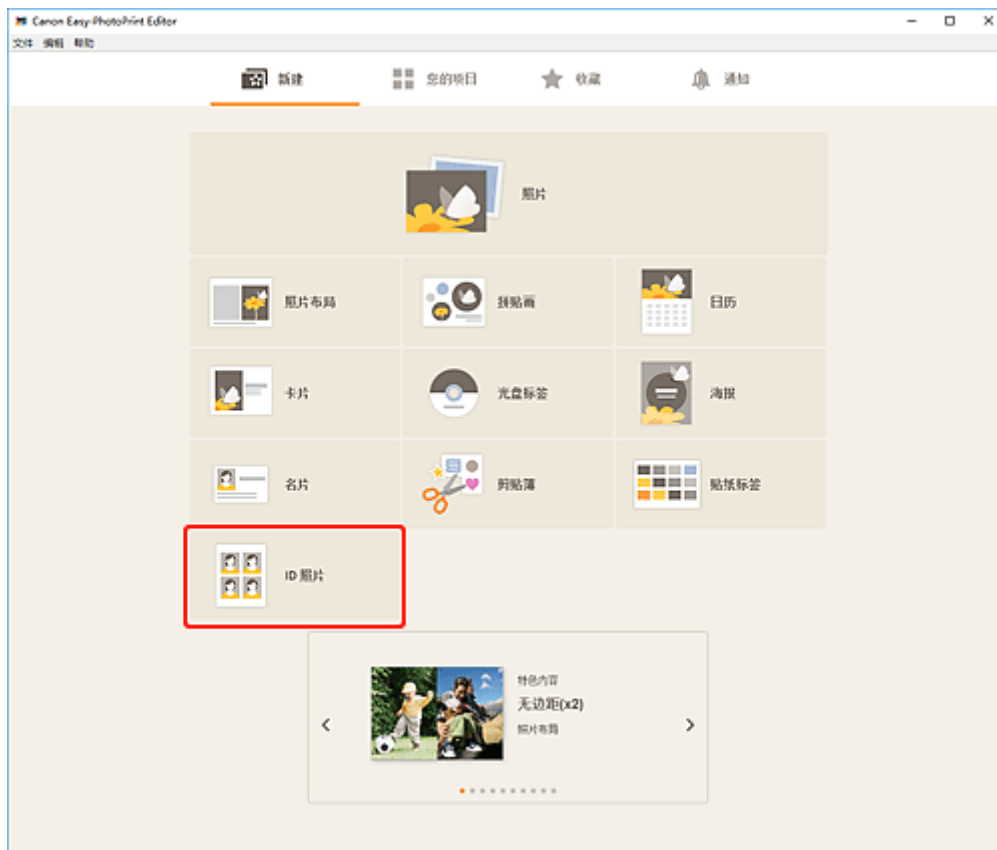 Canon Easy-PhotoPrint Editor
文件 编辑 帮助
新建 您的项目 收藏 通知
照片
照片布局 拼贴画 日历
卡片 光盘标签 海报
名片 剪贴簿 贴纸标签
ID 照片
特色内容
无边距(x2)
照片布局